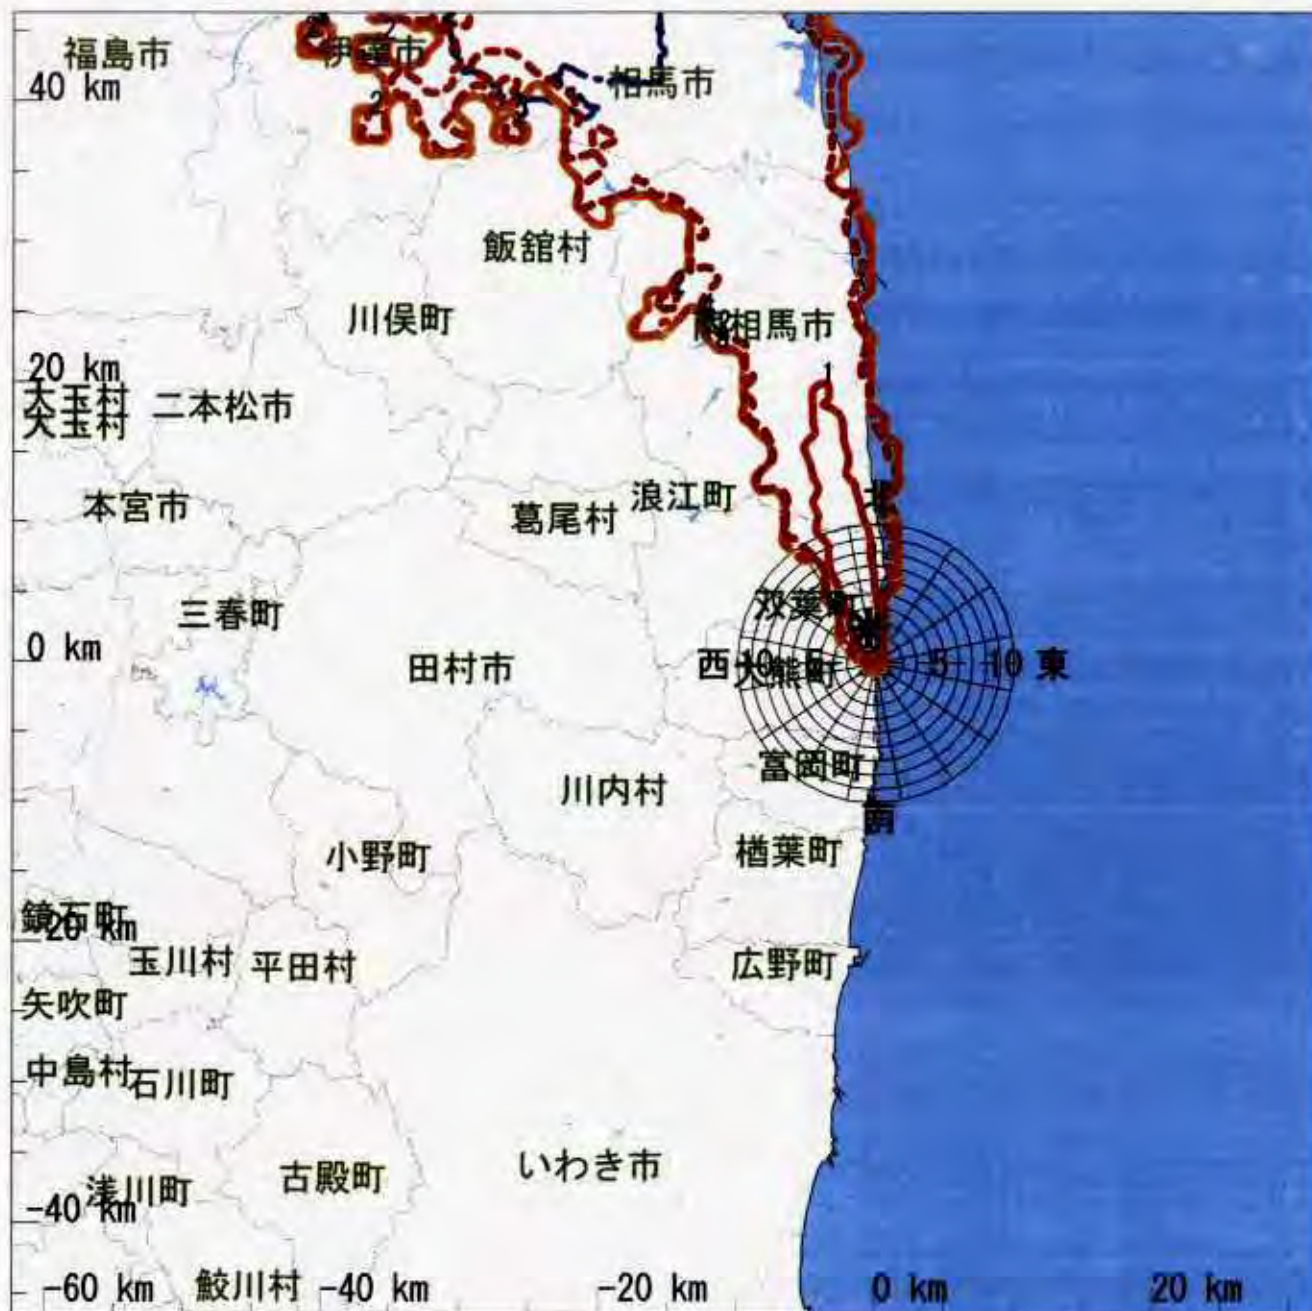 福島市
伊達市
相馬市
40 km
2
飯舘村
川俣町
南相馬市
20 km
1
大玉村
大玉村
二本松市
本宮市
葛尾村
浪江町
北
三春町
双葉町
0 km
田村市
西 10 5
大熊町
5 10 東
川内村
富岡町
南
小野町
楢葉町
鏡石町
-20 km
玉川村
平田村
広野町
矢吹町
中島村
石川町
いわき市
浅川町
古殿町
-40 km
-60 km
鮫川村
-40 km
-20 km
0 km
20 km